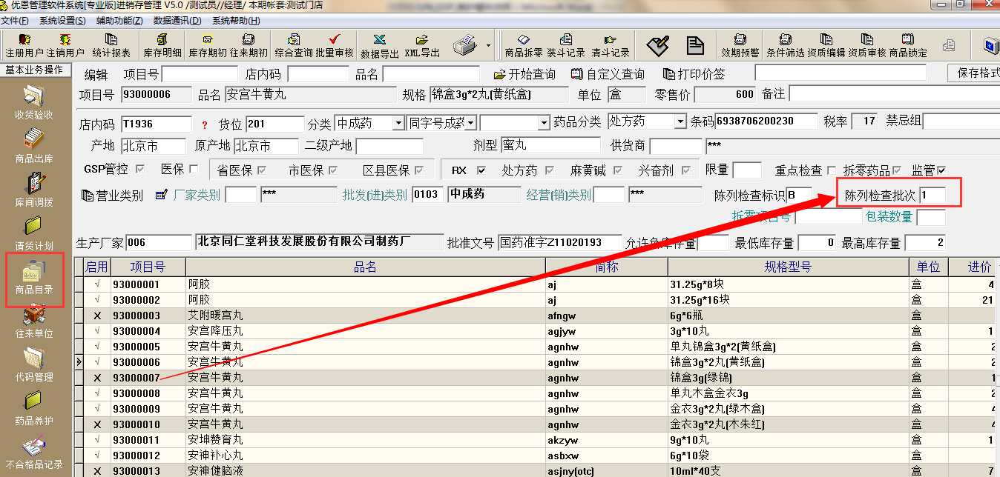 优恩管理软件系统[专业版]进销存管理 V5.0 /测试员//经理/ 本期帐套:测试门店
文件(F) 系统设置(S) 辅助功能(Z) 数据通讯(D) 系统帮助(H)
注册用户 注销用户 统计报表 库存明细 库存期初 往来期初 综合查询 批量审核 数据导出 XML导出 商品拆零 装斗记录 清斗记录 效期预警 条件筛选 资质编辑 资质审核 商品锁定
基本业务操作
收货验收
商品出库
库间调拨
请货计划
商品目录
往来单位
代码管理
药品养护
不合格品记录
编辑 项目号 店内码 品名 开始查询 自定义查询 打印价签 保存格式
项目号 93000006 品名 安宫牛黄丸 规格 锦盒3g*2丸(黄纸盒) 单位 盒 零售价 600 备注
店内码 T1936 ? 货位 201 分类 中成药 同字号成药 药品分类 处方药 条码 6938706200230 税率 17 禁忌组
产地 北京市 原产地 北京市 二级产地 剂型 蜜丸 供货商 ***
GSP管控 医保 省医保 市医保 区县医保 RX 处方药 麻黄碱 兴奋剂 限量 重点检查 拆零药品 监管
营业类别 厂家类别 *** 批发(进)类别 0103 中成药 经营(销)类别 *** 陈列检查标识 B 陈列检查批次 1
拆零项目号 包装数量
生产厂家 006 北京同仁堂科技发展股份有限公司制药厂 批准文号 国药准字Z11020193 允许负库存量 最低库存量 0 最高库存量 2
启用 项目号 品名 简称 规格型号 单位 进价
√ 93000001 阿胶 aj 31.25g*8块 盒 4
√ 93000002 阿胶 aj 31.25g*16块 盒 21
X 93000003 艾附暖宫丸 afngw 6g*6瓶 盒
√ 93000004 安宫降压丸 agjyw 3g*10丸 盒 1
√ 93000005 安宫牛黄丸 agnhw 单丸锦盒3g*2(黄纸盒) 盒 2
√ 93000006 安宫牛黄丸 agnhw 锦盒3g*2丸(黄纸盒) 盒 2
X 93000007 安宫牛黄丸 agnhw 锦盒3g(绿锦) 盒 1
√ 93000008 安宫牛黄丸 agnhw 单丸木盒金衣3g 盒 2
√ 93000009 安宫牛黄丸 agnhw 金衣3g*2丸(绿木盒) 盒 4
X 93000010 安宫牛黄丸 agnhw 金衣3g*2丸(木朱红) 盒 4
√ 93000011 安坤赞育丸 akzyw 9g*10丸 盒 1
√ 93000012 安神补心丸 asbxw 6g*10袋 盒
X 93000013 安神健脑液 asjny(otc) 10ml*40支 盒 7